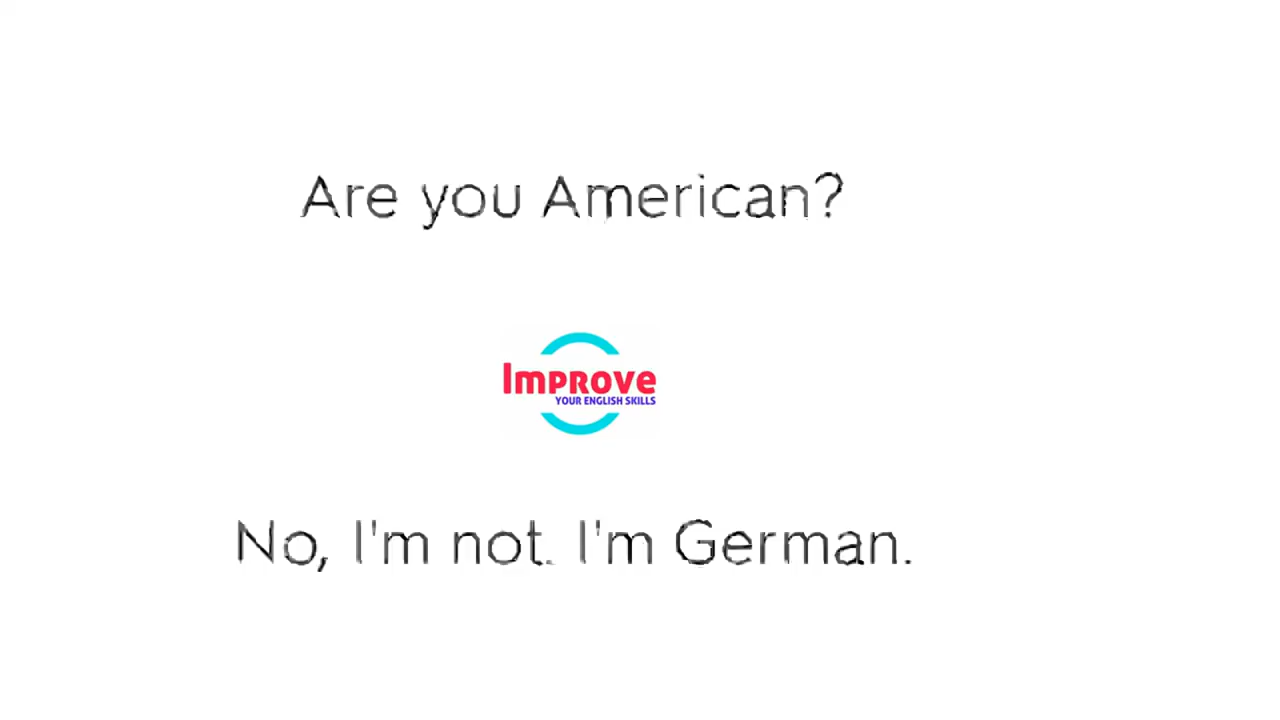 Are you American?
Improve
YOUR ENGLISH SKILLS
No, I'm not. I'm German.